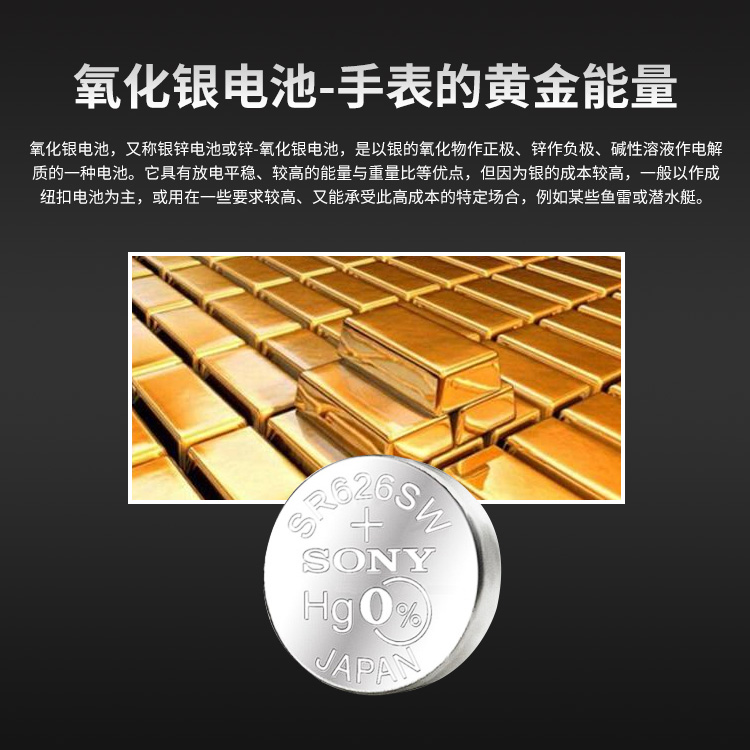 氧化银电池-手表的黄金能量
氧化银电池，又称银锌电池或锌-氧化银电池，是以银的氧化物作正极、锌作负极、碱性溶液作电解
质的一种电池。它具有放电平稳、较高的能量与重量比等优点，但因为银的成本较高，一般以作成
纽扣电池为主，或用在一些要求较高、又能承受此高成本的特定场合，例如某些鱼雷或潜水艇。
SR626SW
+
SONY
Hg0%
JAPAN